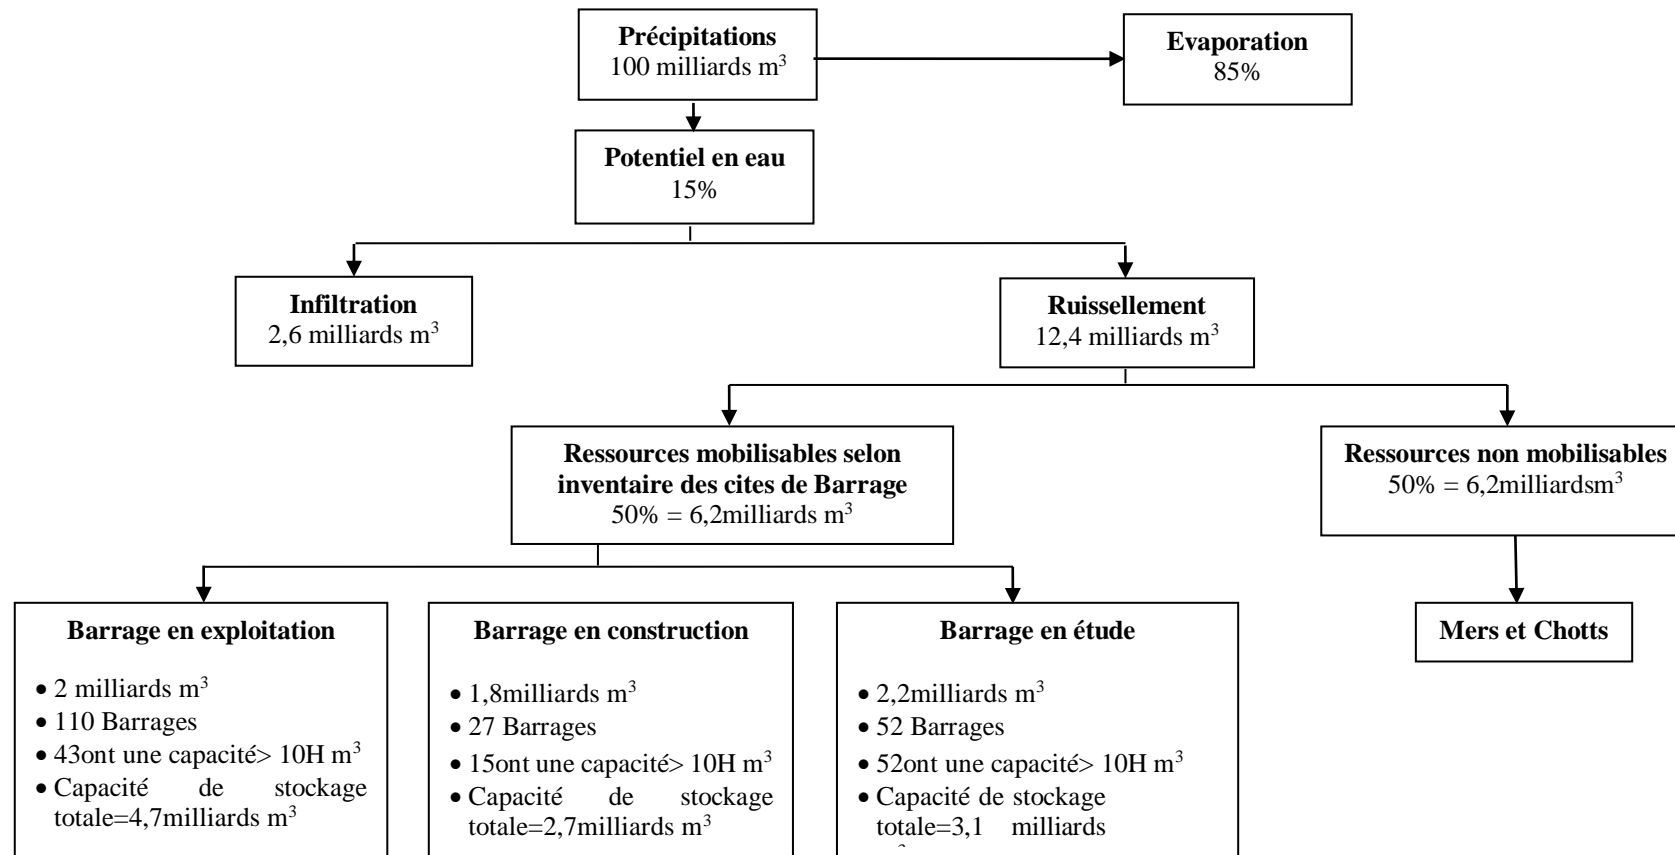 Précipitations
100 milliards m³
Evaporation
85%
Potentiel en eau
15%
Infiltration
2,6 milliards m³
Ruissellement
12,4 milliards m³
Ressources mobilisables selon
inventaire des cites de Barrage
50% = 6,2milliards m³
Ressources non mobilisables
50% = 6,2milliardsm³
Barrage en exploitation
• 2 milliards m³
• 110 Barrages
• 43ont une capacité> 10H m³
• Capacité de stockage
totale=4,7milliards m³
Barrage en construction
• 1,8milliards m³
• 27 Barrages
• 15ont une capacité> 10H m³
• Capacité de stockage
totale=2,7milliards m³
Barrage en étude
• 2,2milliards m³
• 52 Barrages
• 52ont une capacité> 10H m³
• Capacité de stockage
totale=3,1 milliards
Mers et Chotts